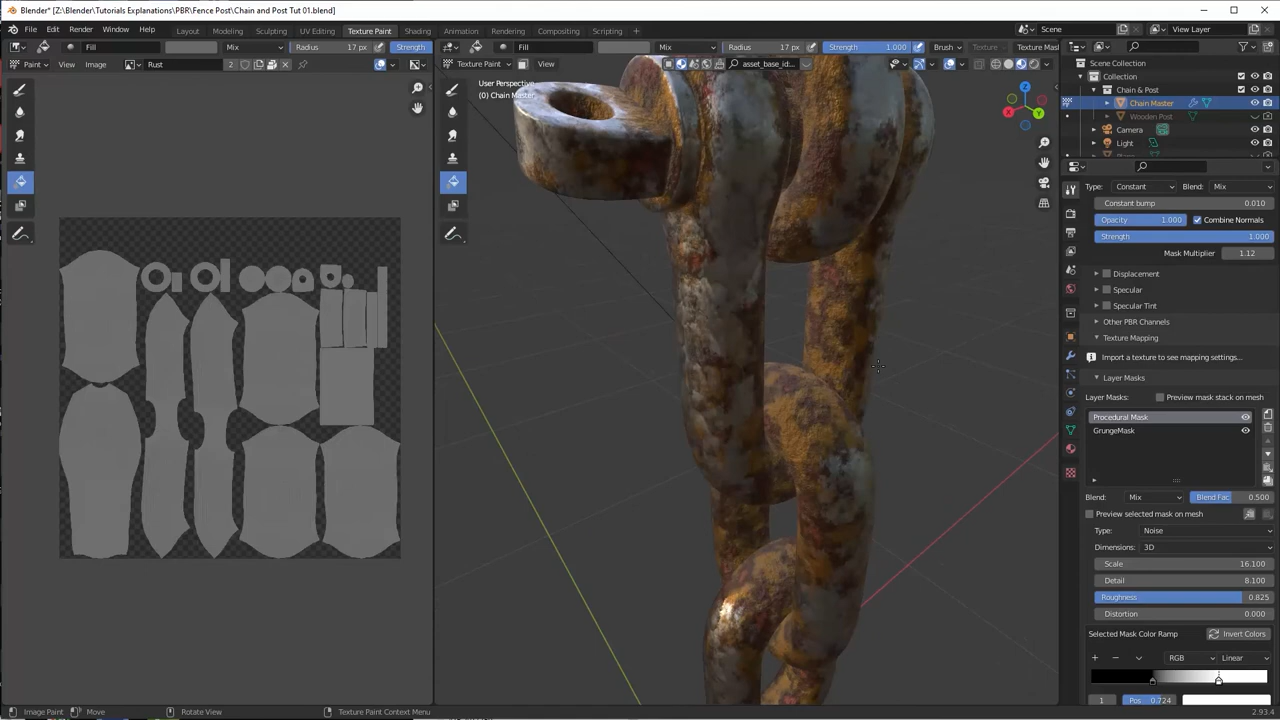 Blender* [Z:\Blender\Tutorials Explanations\PBR\Fence Post\Chain and Post Tut 01.blend]
File Edit Render Window Help Layout Modeling Sculpting UV Editing Texture Paint Shading Animation Rendering Compositing Scripting Scene View Layer
Fill Mix Radius 17 px Strength Fill Mix Radius 17 px Strength 1.000 Brush Texture Texture Mask
Paint View Image Rust 2 Texture Paint View asset_base_id:...
User Perspective
(0) Chain Master
Scene Collection
Collection
Chain & Post
Chain Master
Wooden Post
Camera
Light
Type: Constant Blend: Mix
Constant bump 0.010
Opacity 1.000 Combine Normals
Strength 1.000
Mask Multiplier 1.12
Displacement
Specular
Specular Tint
Other PBR Channels
Texture Mapping
Import a texture to see mapping settings...
Layer Masks
Layer Masks: Preview mask stack on mesh
Procedural Mask
GrungeMask
Blend: Mix Blend Fac 0.500
Preview selected mask on mesh
Type: Noise
Dimensions: 3D
Scale 16.100
Detail 8.100
Roughness 0.825
Distortion 0.000
Selected Mask Color Ramp Invert Colors
RGB Linear
1 Pos 0.724
Image Paint Move Rotate View Texture Paint Context Menu 2.93.4